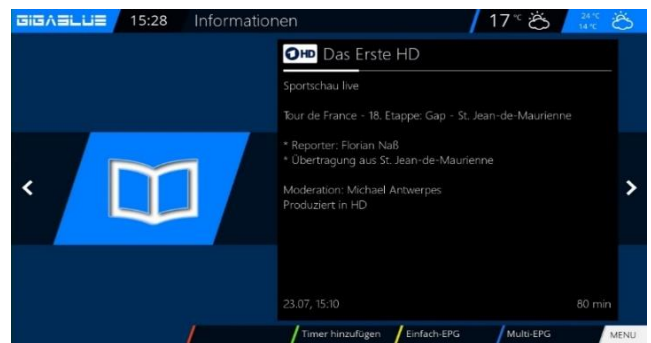 GIGABLUE 15:28 Informationen 17 °C 24 °C
14 °C
1 HD Das Erste HD
Sportschau live
Tour de France - 18. Etappe: Gap - St. Jean-de-Maurienne
* Reporter: Florian Naß
* Übertragung aus St. Jean-de-Maurienne
Moderation: Michael Antwerpes
Produziert in HD
23.07, 15:10 80 min
Timer hinzufügen Einfach-EPG Multi-EPG MENU